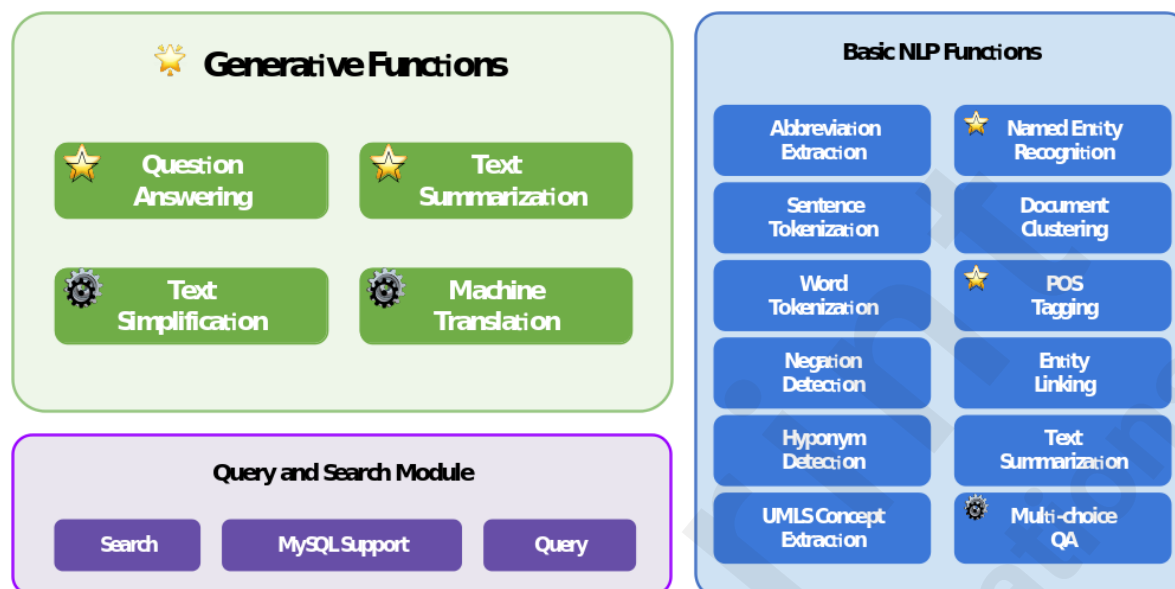 Generative Functions
Question
Answering
Text
Summarization
Text
Simplification
Machine
Translation
Query and Search Module
Search
MySQL Support
Query
Basic NLP Functions
Abbreviation
Extraction
Named Entity
Recognition
Sentence
Tokenization
Document
Clustering
Word
Tokenization
POS
Tagging
Negation
Detection
Entity
Linking
Hyponym
Detection
Text
Summarization
UMLS Concept
Extraction
Multi-choice
QA